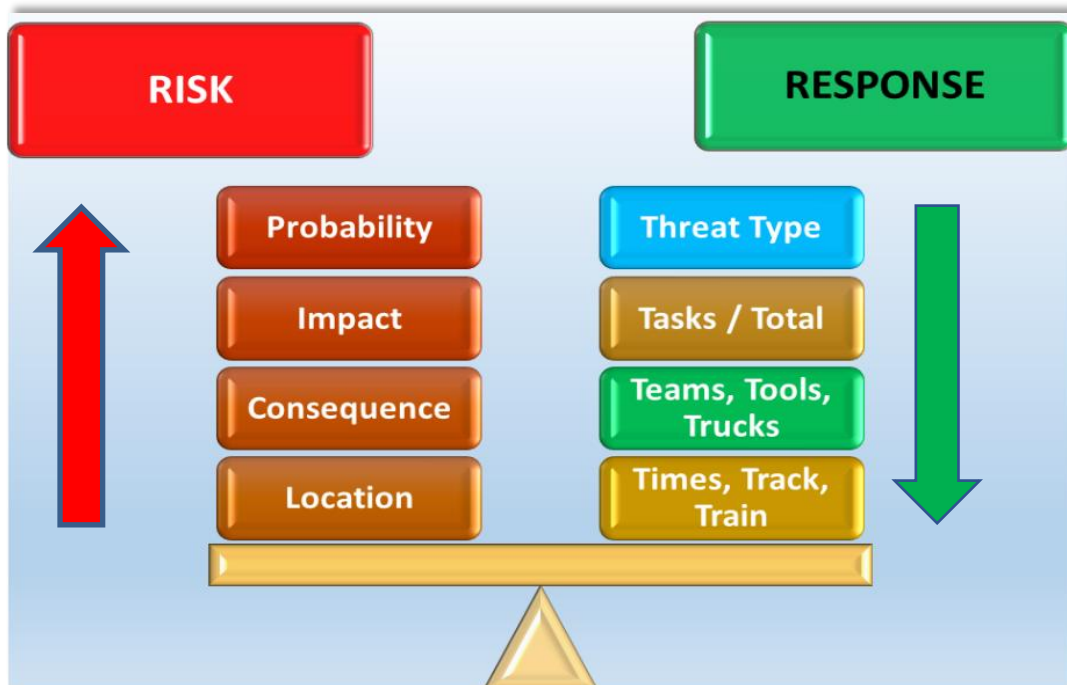 RISK
RESPONSE
Probability
Threat Type
Impact
Tasks / Total
Consequence
Teams, Tools,
Trucks
Location
Times, Track,
Train